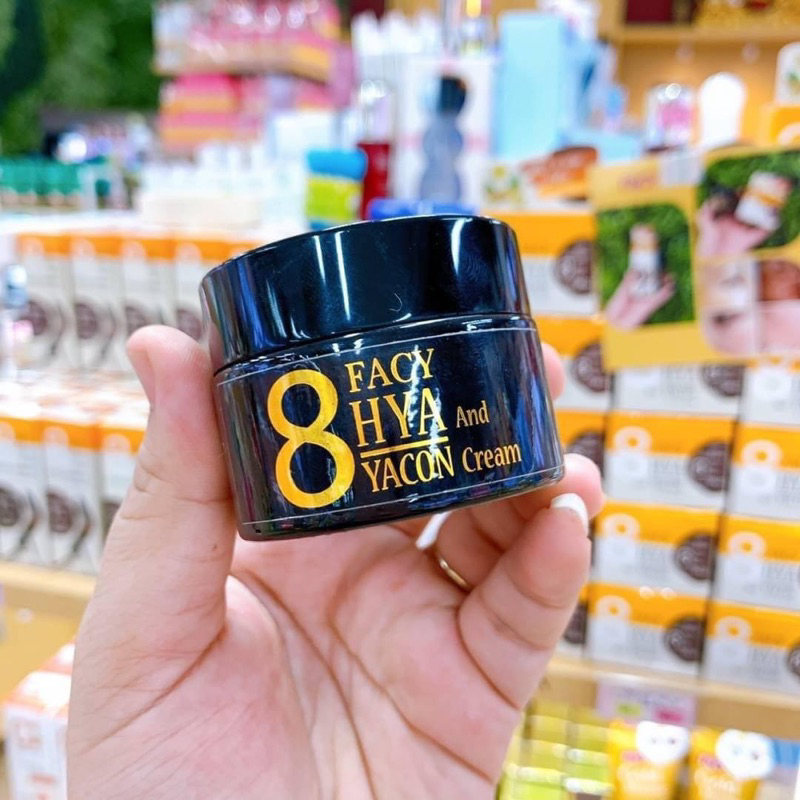 8
FACY
HYA And
YACON Cream